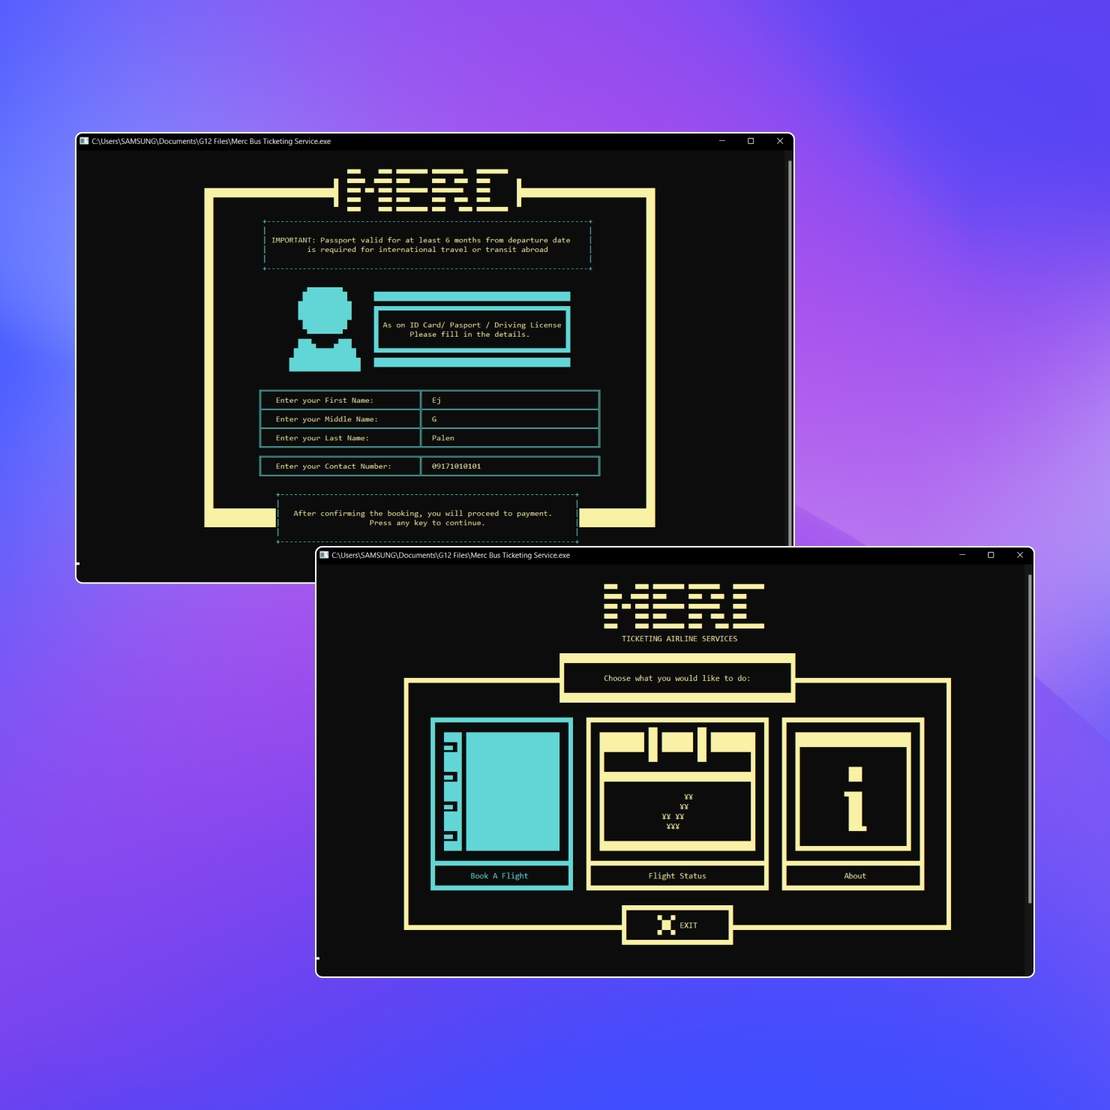 C:\Users\SAMSUNG\Documents\G12 Files\Merc Bus Ticketing Service.exe
MERC
IMPORTANT: Passport valid for at least 6 months from departure date
is required for international travel or transit abroad
As on ID Card/ Pasport / Driving License
Please fill in the details.
Enter your First Name: Ej
Enter your Middle Name: G
Enter your Last Name: Palen
Enter your Contact Number: 09171010101
After confirming the booking, you will proceed to payment.
Press any key to continue.
C:\Users\SAMSUNG\Documents\G12 Files\Merc Bus Ticketing Service.exe
MERC
TICKETING AIRLINE SERVICES
Choose what you would like to do:
¥¥
¥¥
¥¥ ¥¥
¥¥¥
i
Book A Flight Flight Status About
EXIT